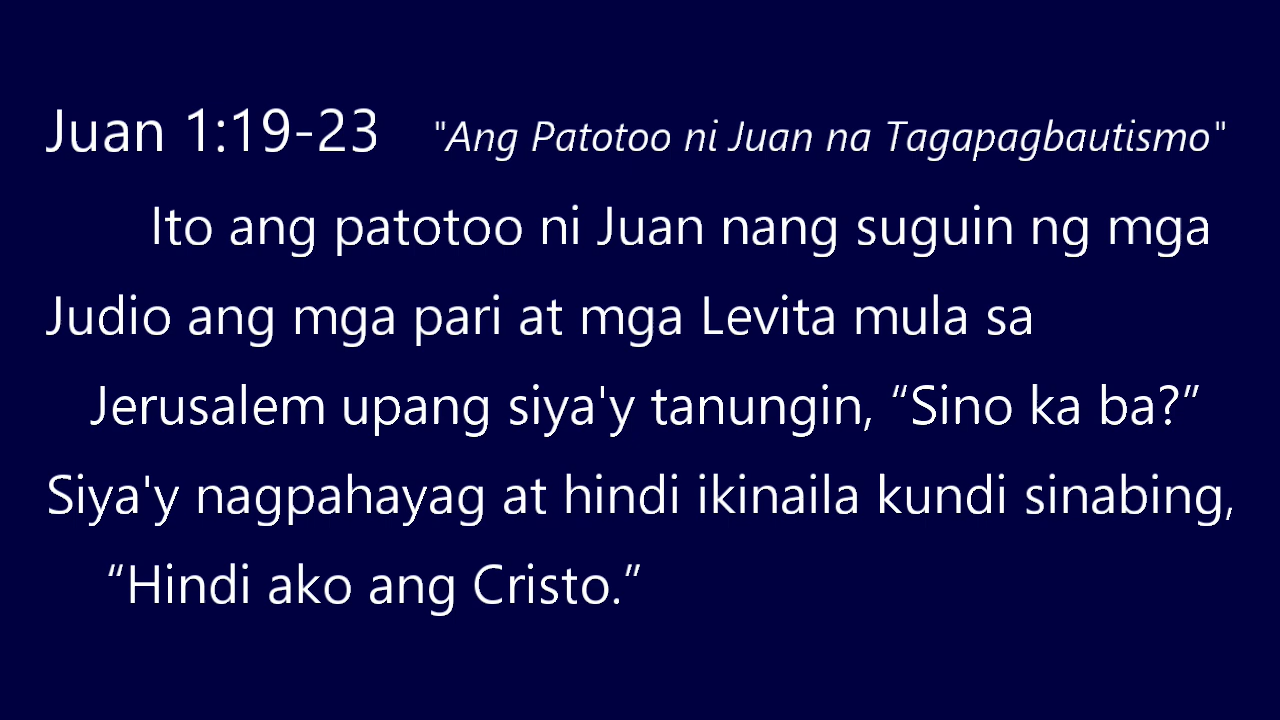 Juan 1:19-23 "Ang Patotoo ni Juan na Tagapagbautismo"
Ito ang patotoo ni Juan nang suguin ng mga
Judio ang mga pari at mga Levita mula sa
Jerusalem upang siya'y tanungin, “Sino ka ba?”
Siya'y nagpahayag at hindi ikinaila kundi sinabing,
“Hindi ako ang Cristo.”